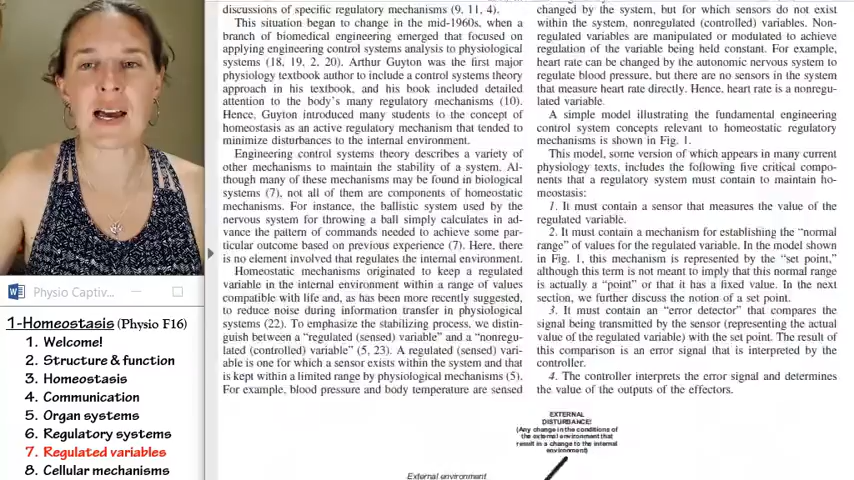 Physio Captiv...
1-Homeostasis (Physio F16)
1. Welcome!
2. Structure & function
3. Homeostasis
4. Communication
5. Organ systems
6. Regulatory systems
7. Regulated variables
8. Cellular mechanisms
discussions of specific regulatory mechanisms (9, 11, 4).
This situation began to change in the mid-1960s, when a
branch of biomedical engineering emerged that focused on
applying engineering control systems analysis to physiological
systems (18, 19, 2, 20). Arthur Guyton was the first major
physiology textbook author to include a control systems theory
approach in his textbook, and his book included detailed
attention to the body's many regulatory mechanisms (10).
Hence, Guyton introduced many students to the concept of
homeostasis as an active regulatory mechanism that tended to
minimize disturbances to the internal environment.
Engineering control systems theory describes a variety of
other mechanisms to maintain the stability of a system. Al-
though many of these mechanisms may be found in biological
systems (7), not all of them are components of homeostatic
mechanisms. For instance, the ballistic system used by the
nervous system for throwing a ball simply calculates in ad-
vance the pattern of commands needed to achieve some par-
ticular outcome based on previous experience (7). Here, there
is no element involved that regulates the internal environment.
Homeostatic mechanisms originated to keep a regulated
variable in the internal environment within a range of values
compatible with life and, as has been more recently suggested,
to reduce noise during information transfer in physiological
systems (22). To emphasize the stabilizing process, we distin-
guish between a “regulated (sensed) variable” and a “nonregu-
lated (controlled) variable” (5, 23). A regulated (sensed) vari-
able is one for which a sensor exists within the system and that
is kept within a limited range by physiological mechanisms (5).
For example, blood pressure and body temperature are sensed
changed by the system, but for which sensors do not exist
within the system, nonregulated (controlled) variables. Non-
regulated variables are manipulated or modulated to achieve
regulation of the variable being held constant. For example,
heart rate can be changed by the autonomic nervous system to
regulate blood pressure, but there are no sensors in the system
that measure heart rate directly. Hence, heart rate is a nonregu-
lated variable.
A simple model illustrating the fundamental engineering
control system concepts relevant to homeostatic regulatory
mechanisms is shown in Fig. 1.
This model, some version of which appears in many current
physiology texts, includes the following five critical compo-
nents that a regulatory system must contain to maintain ho-
meostasis:
1. It must contain a sensor that measures the value of the
regulated variable.
2. It must contain a mechanism for establishing the “normal
range” of values for the regulated variable. In the model shown
in Fig. 1, this mechanism is represented by the “set point,”
although this term is not meant to imply that this normal range
is actually a “point” or that it has a fixed value. In the next
section, we further discuss the notion of a set point.
3. It must contain an “error detector” that compares the
signal being transmitted by the sensor (representing the actual
value of the regulated variable) with the set point. The result of
this comparison is an error signal that is interpreted by the
controller.
4. The controller interprets the error signal and determines
the value of the outputs of the effectors.
EXTERNAL
DISTURBANCE!
(Any change in the conditions of
the external environment that
result in a change to the internal
environment)
External environment